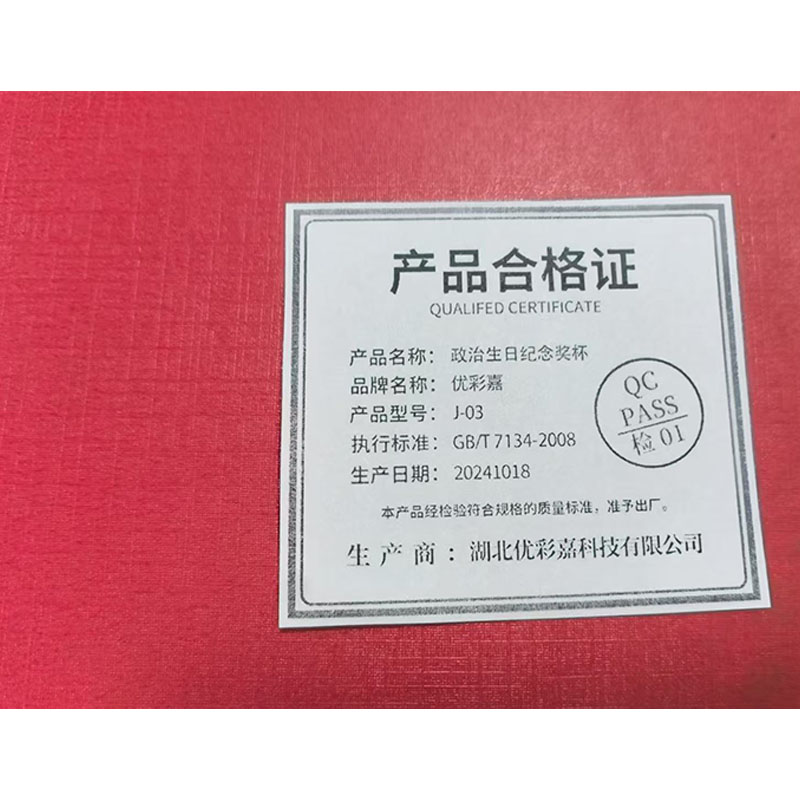 产品合格证
QUALIFED CERTIFICATE
产品名称：政治生日纪念奖杯
品牌名称：优彩嘉
产品型号：J-03
执行标准：GB/T 7134-2008
生产日期：20241018
QC
PASS
检 01
本产品经检验符合规格的质量标准，准予出厂。
生产商：湖北优彩嘉科技有限公司